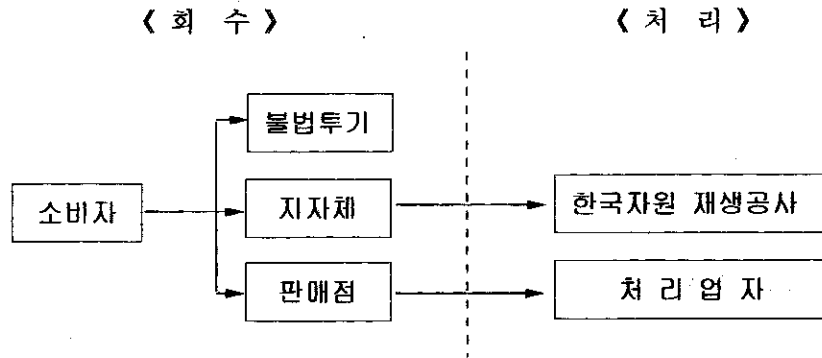 《 회 수 》
《 처 리 》
불법투기
소비자
지자체
한국자원 재생공사
판매점
처 리 업 자